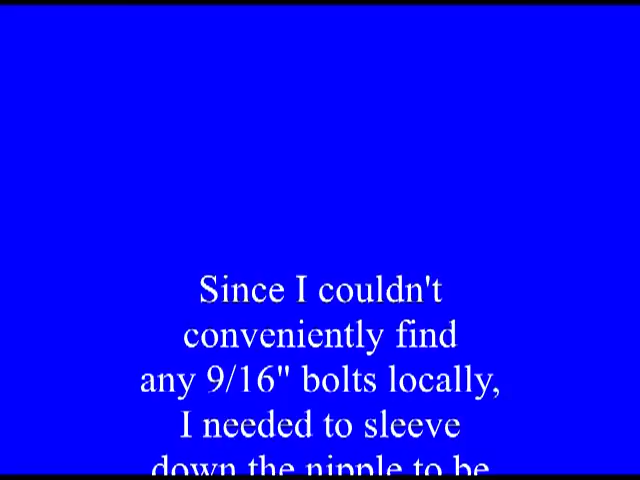 Since I couldn't
conveniently find
any 9/16" bolts locally,
I needed to sleeve
down the nipple to be